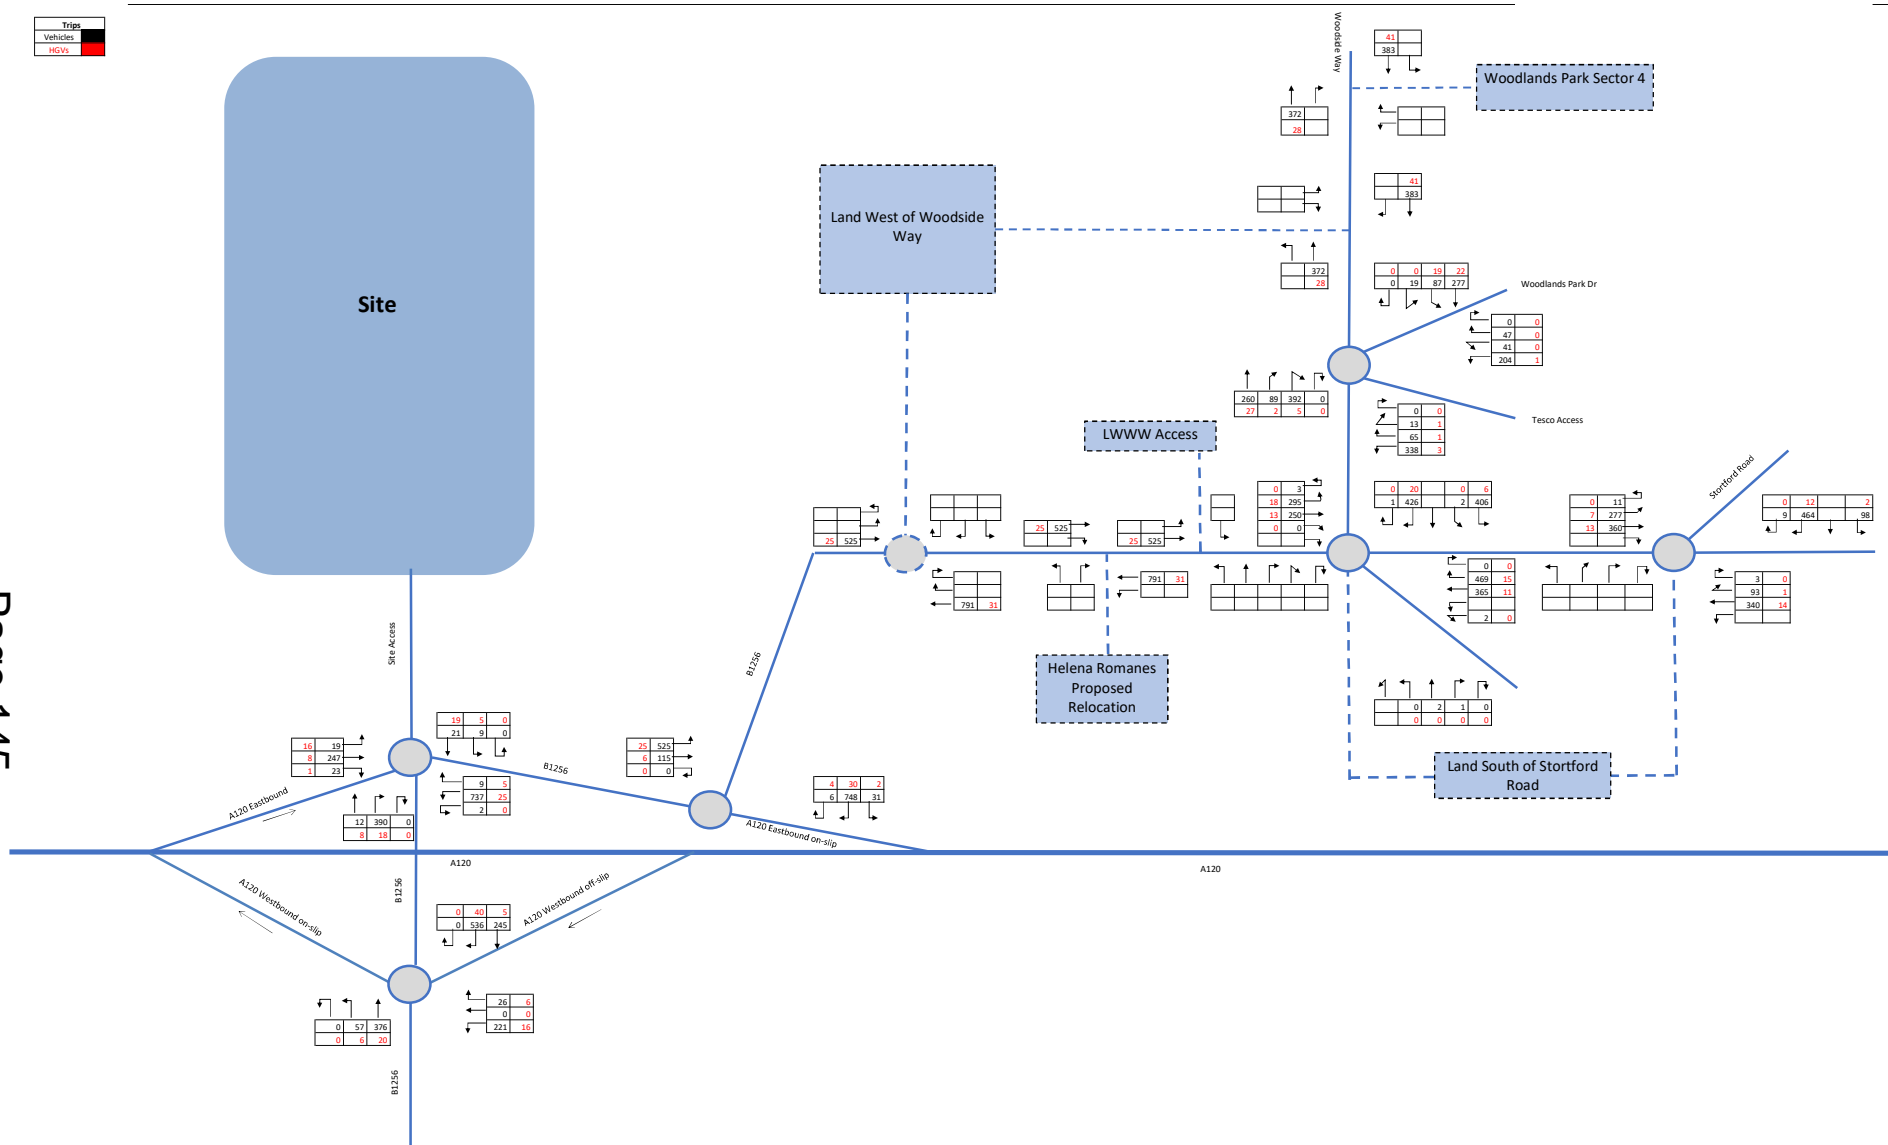 Trips
Vehicles
HGVs
Woodside Way
41
383
Woodlands Park Sector 4
372
28
41
383
Land West of Woodside
Way
372
28
Site
0 0 19 22
0 19 87 277
Woodlands Park Dr
0 0
47 0
41 0
204 1
260 89 392 0
27 2 5 0
0 0
13 1
65 1
338 3
Tesco Access
LWWW Access
Stortford Road
25 525
25 525
25 525
0 3
18 295
13 250
0 0
0 20 0 6
1 426 2 406
0 11
7 277
13 360
0 12 2
9 464 98
791 31
791 31
0 0
469 15
365 11
2 0
3 0
93 1
340 14
Site Access
B1256
Helena Romanes
Proposed
Relocation
0 2 1 0
0 0 0 0
Land South of Stortford
Road
19 5 0
21 9 0
16 19
8 247
1 23
25 525
6 115
0 0
B1256
9 5
737 25
2 0
4 30 2
6 748 31
A120 Eastbound
12 390 0
8 18 0
A120 Eastbound on-slip
A120
A120
B1256
A120 Westbound on-slip
A120 Westbound off-slip
0 40 5
0 536 245
26 6
0 0
221 16
0 57 376
0 6 20
B1256